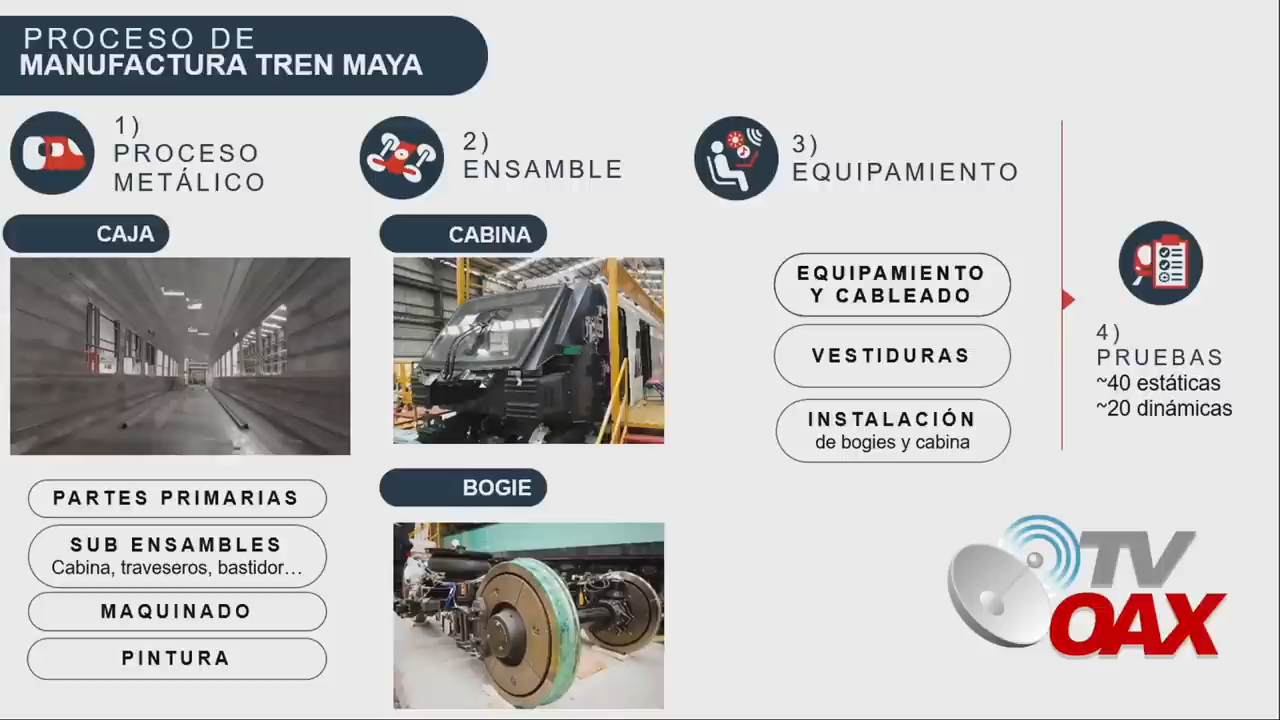 PROCESO DE
MANUFACTURA TREN MAYA
1)
PROCESO
METÁLICO
CAJA
PARTES PRIMARIAS
SUB ENSAMBLES
Cabina, traveseros, bastidor…
MAQUINADO
PINTURA
2)
ENSAMBLE
CABINA
BOGIE
3)
EQUIPAMIENTO
EQUIPAMIENTO
Y CABLEADO
VESTIDURAS
INSTALACIÓN
de bogies y cabina
4)
PRUEBAS
~40 estáticas
~20 dinámicas
TV
OAX